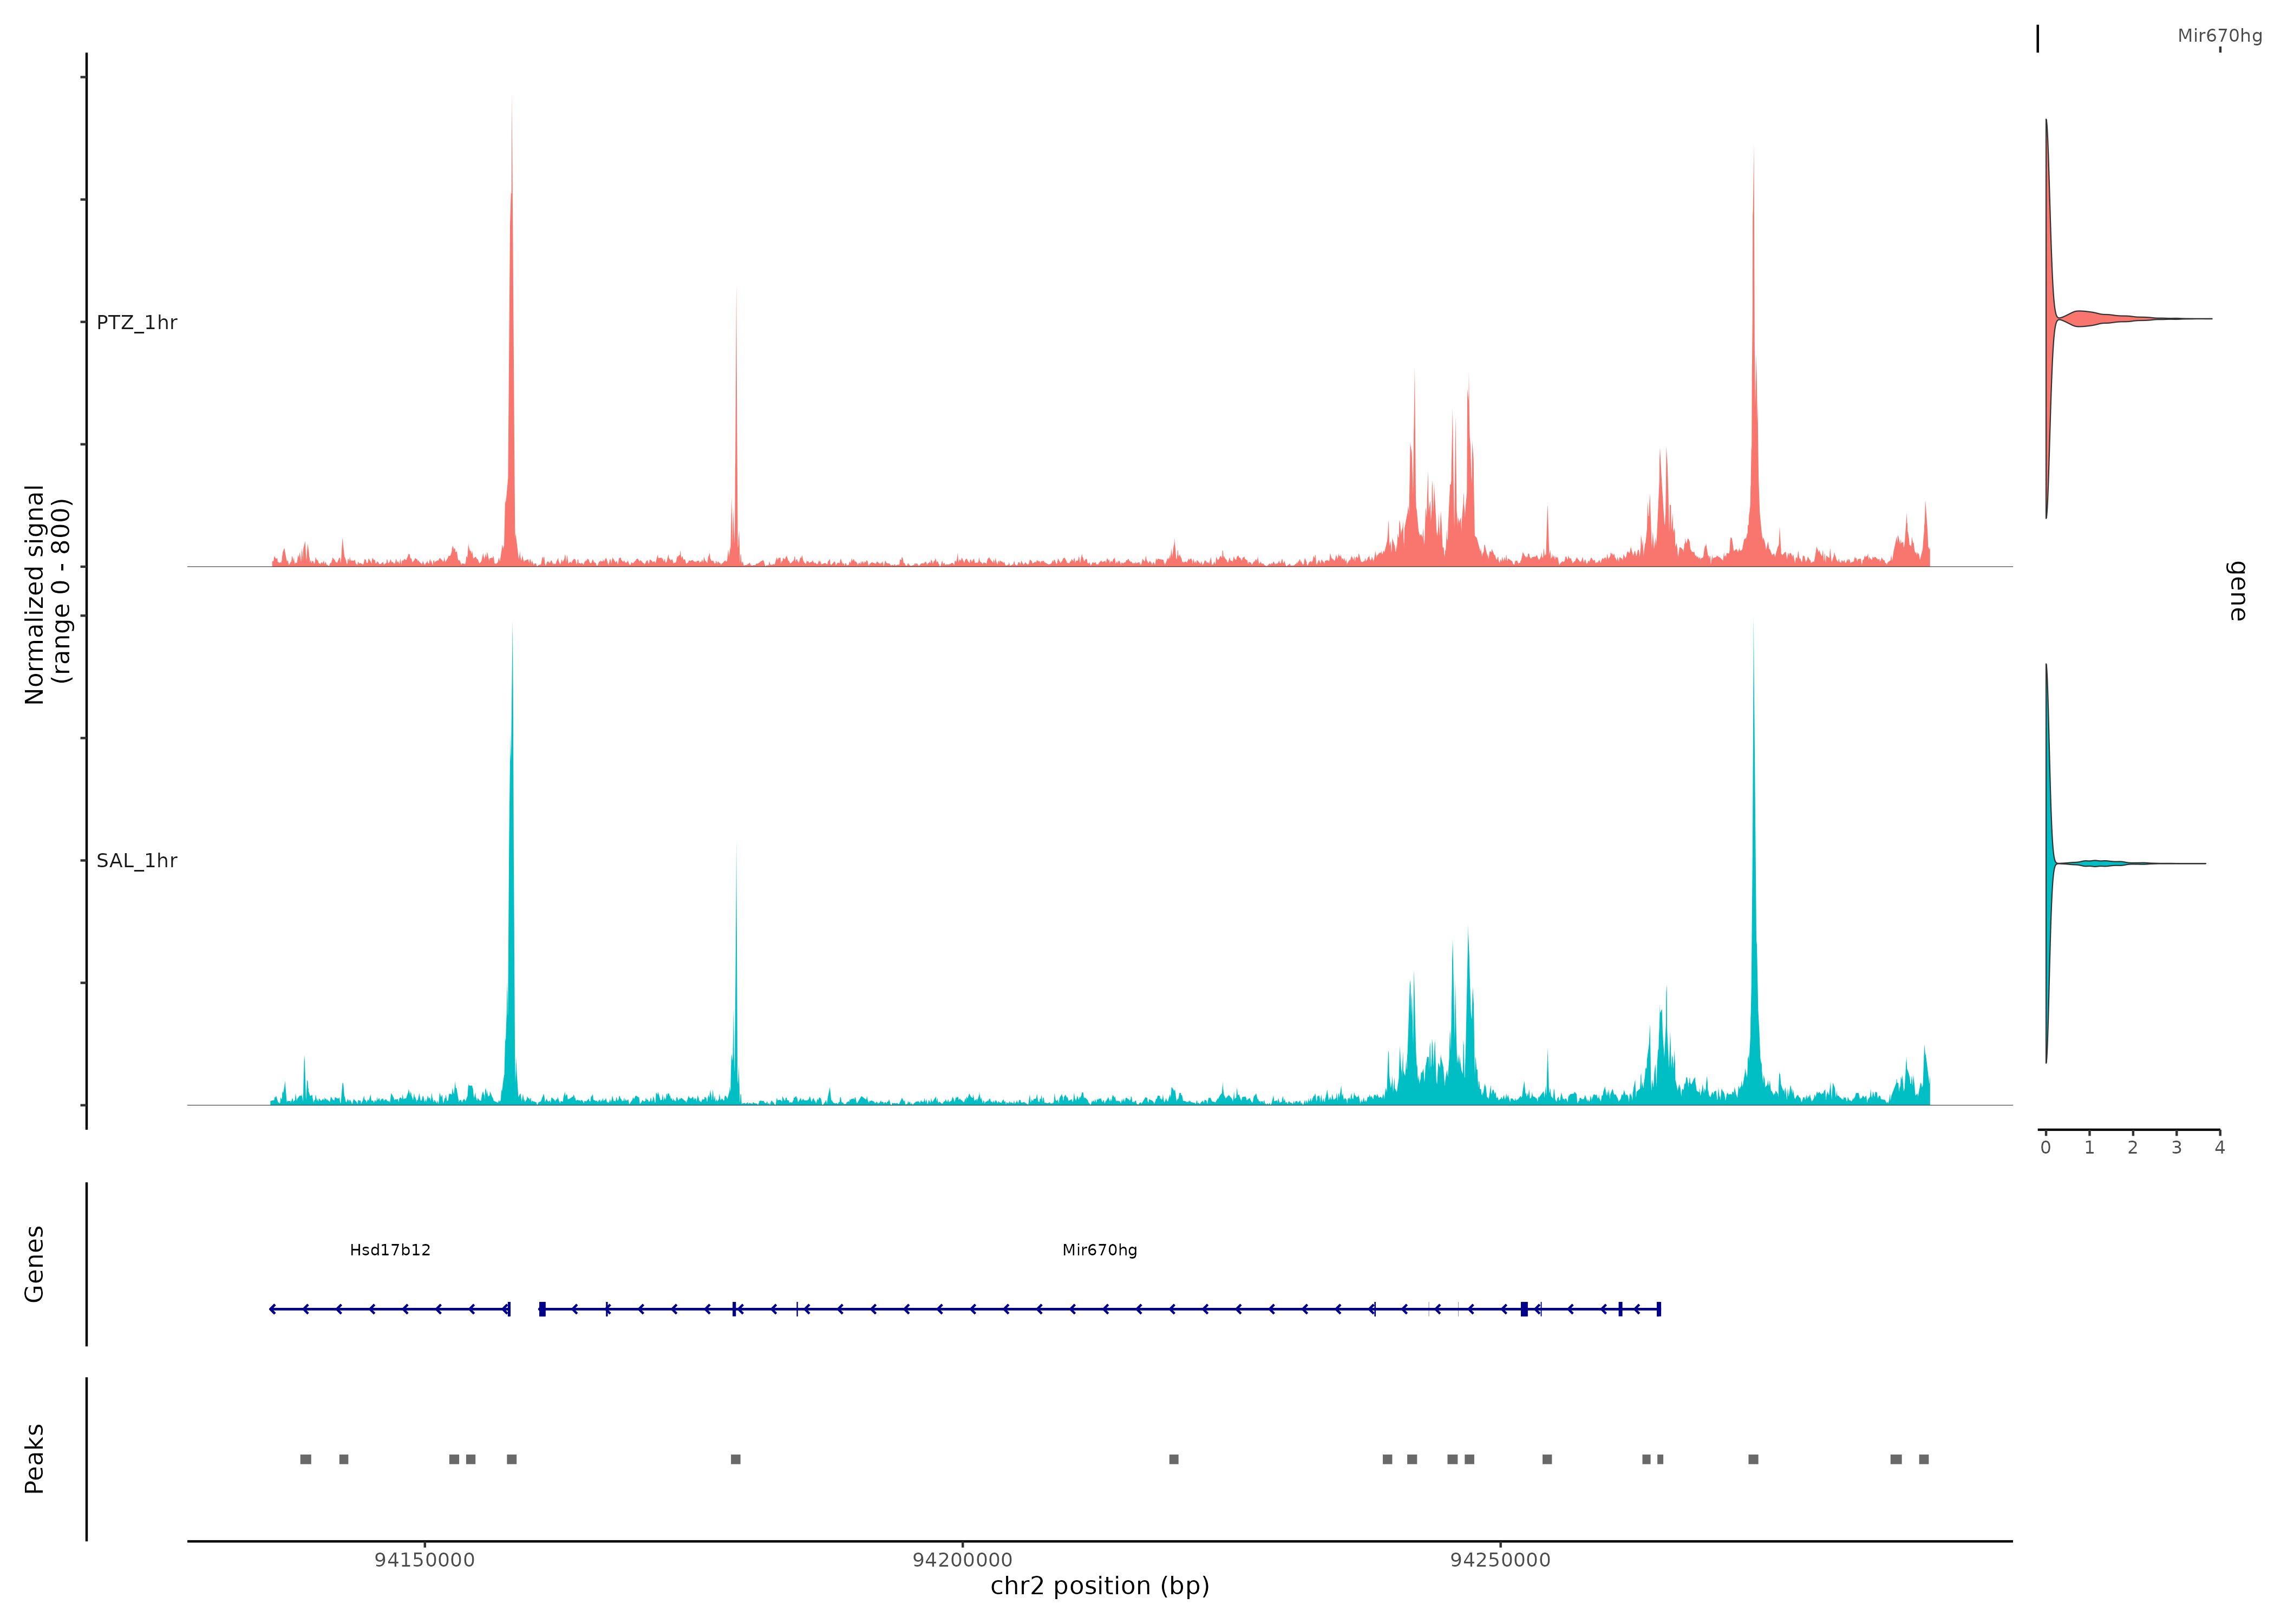 Mir670hg
PTZ_1hr
Normalized signal
(range 0 - 800)
gene
SAL_1hr
0 1 2 3 4
Genes
Hsd17b12 Mir670hg
Peaks
94150000 94200000 94250000
chr2 position (bp)